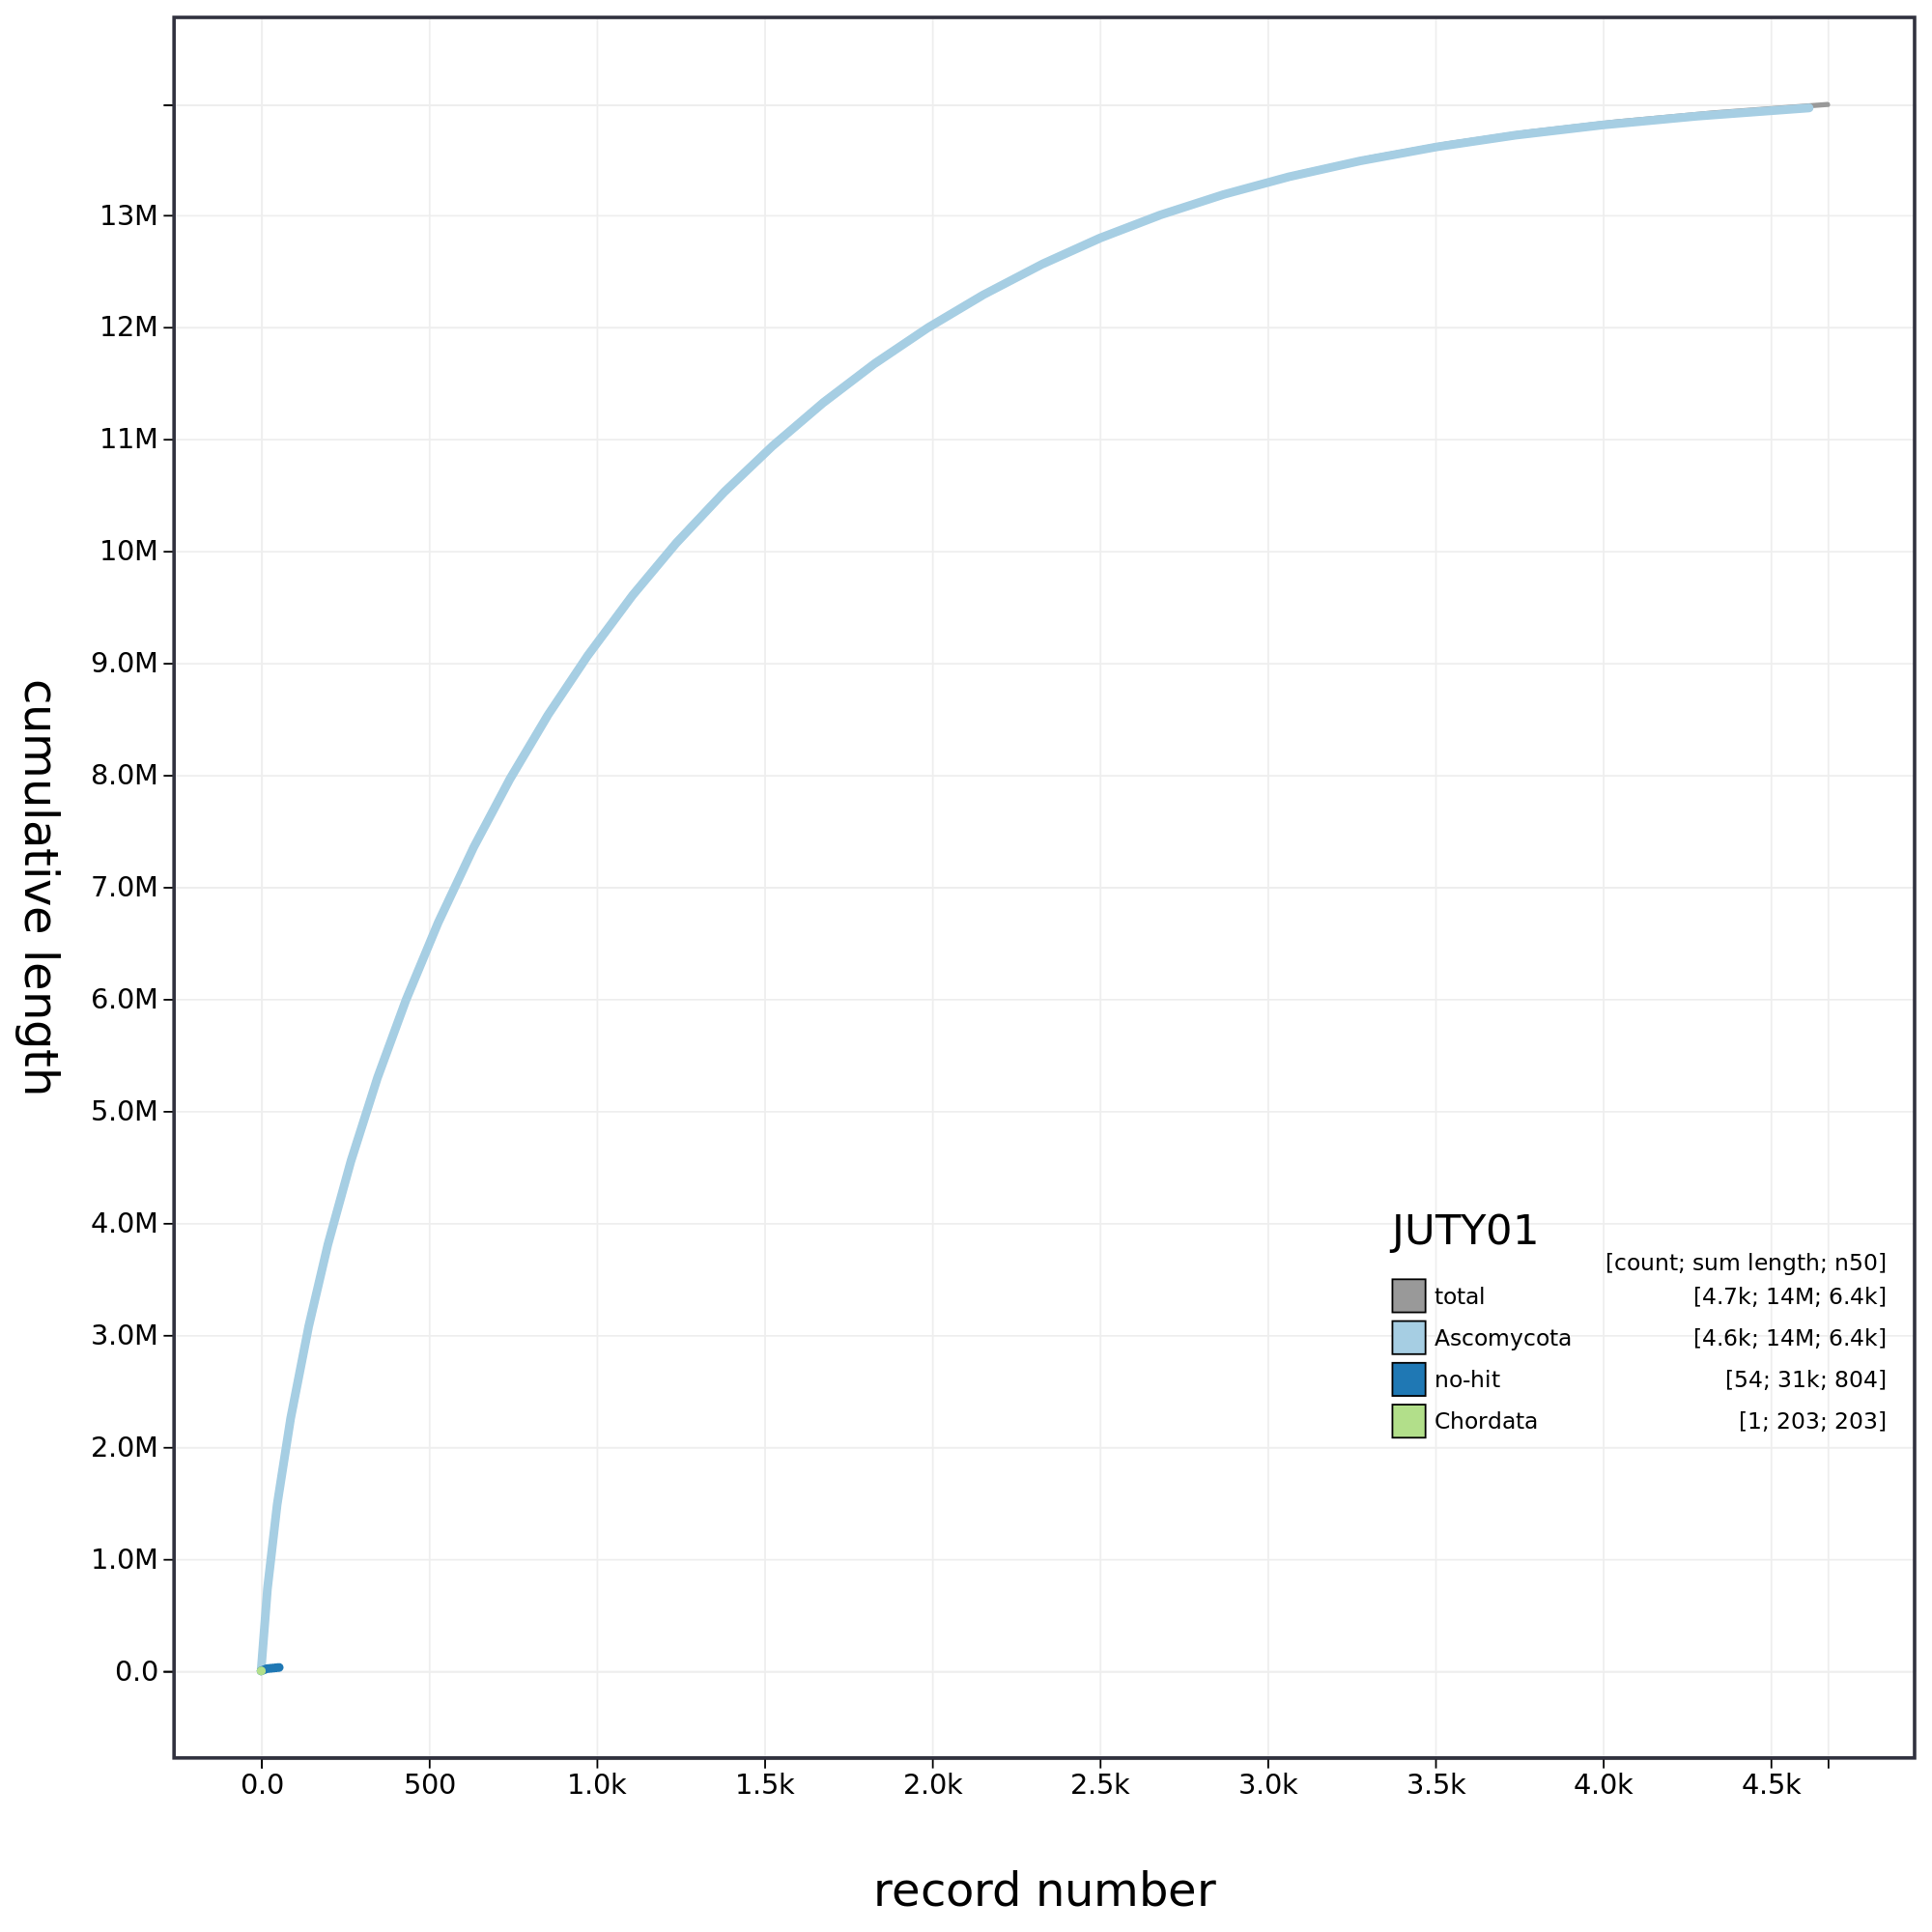 13M
12M
11M
10M
9.0M
8.0M
7.0M
6.0M
5.0M
4.0M
3.0M
2.0M
1.0M
0.0
cumulative length
JUTY01
[count; sum length; n50]
total [4.7k; 14M; 6.4k]
Ascomycota [4.6k; 14M; 6.4k]
no-hit [54; 31k; 804]
Chordata [1; 203; 203]
0.0 500 1.0k 1.5k 2.0k 2.5k 3.0k 3.5k 4.0k 4.5k
record number